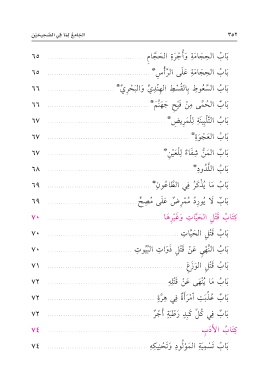 ٣٥٢ الجامع لما في الصحيحين
بَابُ الحِجَامَةِ وَأُجْرَةِ الحَجَّامِ ٦٥
بَابُ الحِجَامَةِ عَلَى الرَّأْسِ* ٦٥
بَابُ السَّعُوطِ بِالقُسْطِ الهِنْدِيِّ وَالبَحْرِيِّ* ٦٦
بَابُ الحُمَّى مِنْ فَيْحِ جَهَنَّمَ* ٦٦
بَابُ التَّلْبِينَةِ لِلْمَرِيضِ* ٦٧
بَابُ العَجْوَةِ* ٦٧
بَابُ المَنُّ شِفَاءٌ لِلْعَيْنِ* ٦٧
بَابُ اللَّدُودِ* ٦٨
بَابُ مَا يُذْكَرُ فِي الطَّاعُونِ* ٦٩
بَابُ لَا يُورِدُ مُمْرِضٌ عَلَى مُصِحٍّ ٦٩
كِتَابُ قَتْلِ الحَيَّاتِ وَغَيْرِهَا ٧٠
بَابُ قَتْلِ الحَيَّاتِ ٧٠
بَابُ النَّهْيِ عَنْ قَتْلِ ذَوَاتِ البُيُوتِ ٧٠
بَابُ قَتْلِ الوَزَغِ ٧١
بَابُ مَا يُنْهَى عَنْ قَتْلِهِ ٧٢
بَابُ عُذِّبَتِ امْرَأَةٌ فِي هِرَّةٍ ٧٢
بَابُ فِي كُلِّ كَبِدٍ رَطْبَةٍ أَجْرٌ ٧٢
كِتَابُ الأَدَبِ ٧٤
بَابُ تَسْمِيَةِ المَوْلُودِ وَتَحْنِيكِهِ ٧٤